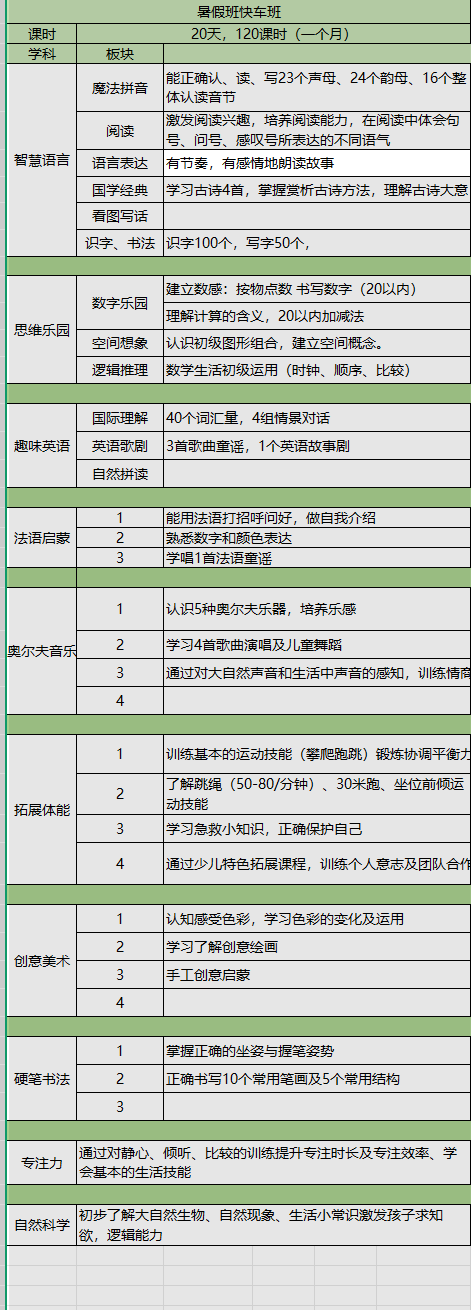 暑假班快车班
课时 20天，120课时（一个月）
学科 板块
智慧语言
魔法拼音 能正确认、读、写23个声母、24个韵母、16个整
体认读音节
阅读 激发阅读兴趣，培养阅读能力，在阅读中体会句
号、问号、感叹号所表达的不同语气
语言表达 有节奏，有感情地朗读故事
国学经典 学习古诗4首，掌握赏析古诗方法，理解古诗大意
看图写话
识字、书法 识字100个，写字50个，
思维乐园
数字乐园 建立数感：按物点数 书写数字（20以内）
理解计算的含义，20以内加减法
空间想象 认识初级图形组合，建立空间概念。
逻辑推理 数学生活初级运用（时钟、顺序、比较）
趣味英语
国际理解 40个词汇量，4组情景对话
英语歌剧 3首歌曲童谣，1个英语故事剧
自然拼读
法语启蒙
1 能用法语打招呼问好，做自我介绍
2 熟悉数字和颜色表达
3 学唱1首法语童谣
奥尔夫音乐
1 认识5种奥尔夫乐器，培养乐感
2 学习4首歌曲演唱及儿童舞蹈
3 通过对大自然声音和生活中声音的感知，训练情商
4
拓展体能
1 训练基本的运动技能（攀爬跑跳）锻炼协调平衡力
2 了解跳绳（50-80/分钟）、30米跑、坐位前倾运
动技能
3 学习急救小知识，正确保护自己
4 通过少儿特色拓展课程，训练个人意志及团队合作
创意美术
1 认知感受色彩，学习色彩的变化及运用
2 学习了解创意绘画
3 手工创意启蒙
4
硬笔书法
1 掌握正确的坐姿与握笔姿势
2 正确书写10个常用笔画及5个常用结构
3
专注力 通过对静心、倾听、比较的训练提升专注时长及专注效率、学
会基本的生活技能
自然科学 初步了解大自然生物、自然现象、生活小常识激发孩子求知
欲，逻辑能力